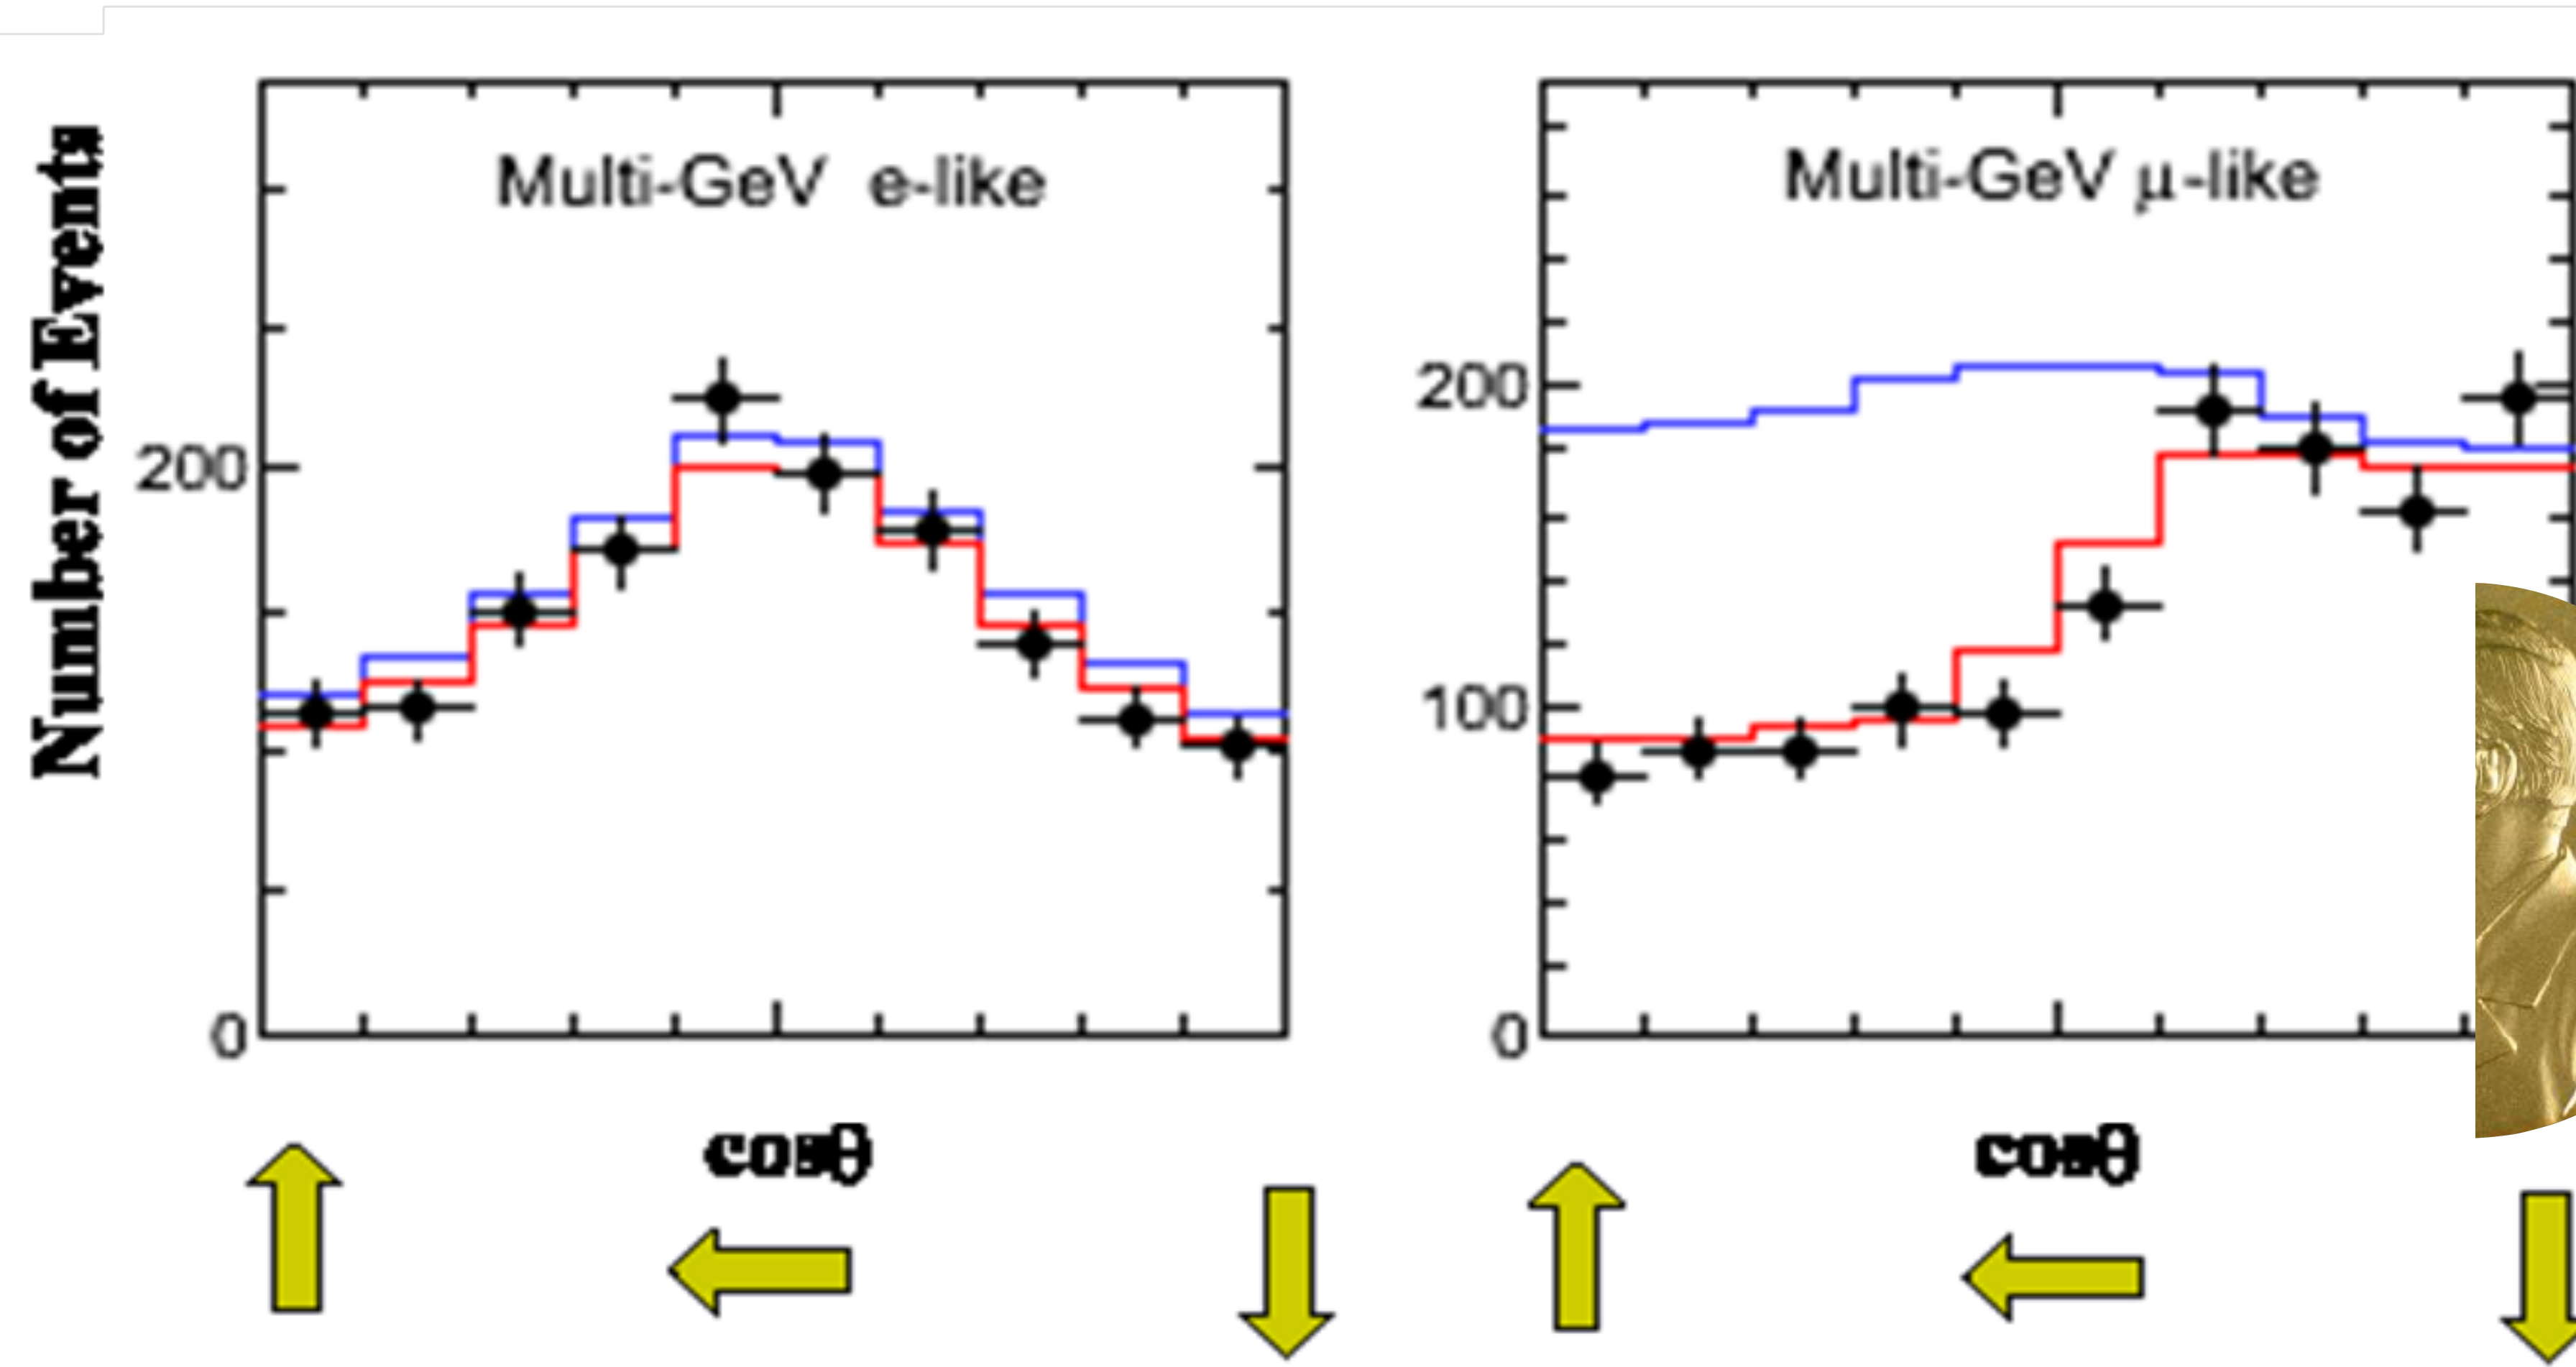 Number of Events
Multi-GeV e-like
200
0
cosθ
Multi-GeV μ-like
200
100
0
cosθ